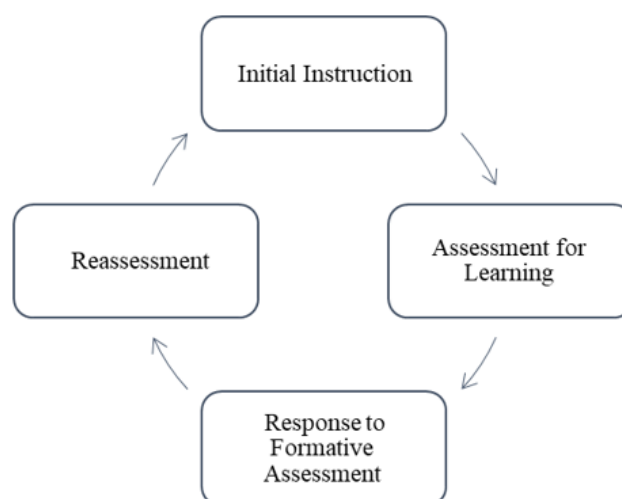 Initial Instruction
Assessment for
Learning
Response to
Formative
Assessment
Reassessment